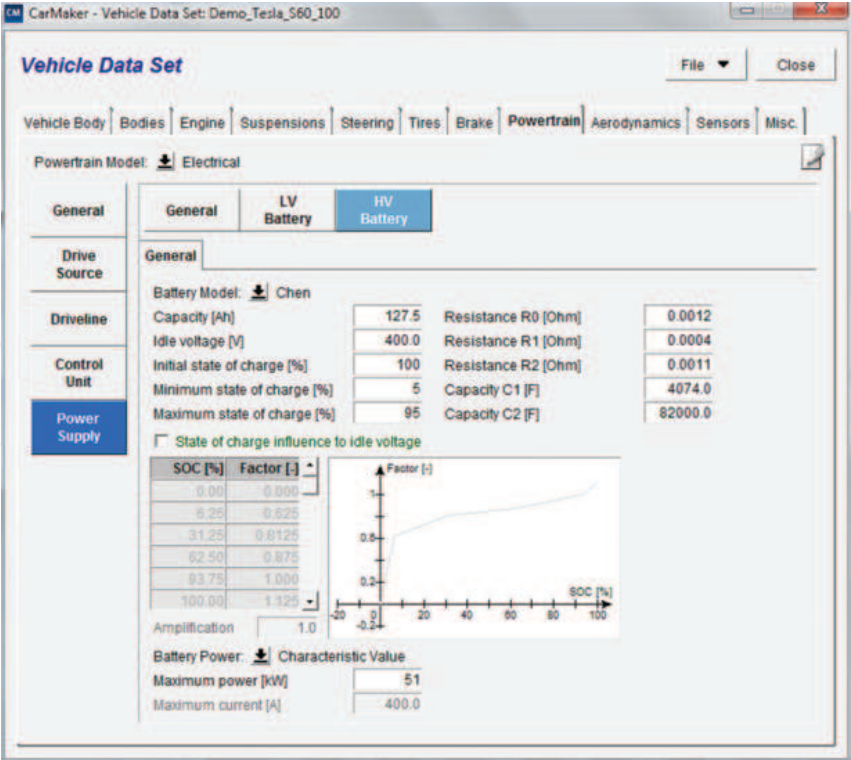 CM CarMaker - Vehicle Data Set: Demo_Tesla_S60_100
Vehicle Data Set
File
Close
Vehicle Body Bodies Engine Suspensions Steering Tires Brake Powertrain Aerodynamics Sensors Misc.
Powertrain Model: Electrical
General
Drive
Source
Driveline
Control
Unit
Power
Supply
General
LV
Battery
HV
Battery
General
Battery Model: Chen
Capacity [Ah] 127.5 Resistance R0 [Ohm] 0.0012
Idle voltage [V] 400.0 Resistance R1 [Ohm] 0.0004
Initial state of charge [%] 100 Resistance R2 [Ohm] 0.0011
Minimum state of charge [%] 5 Capacity C1 [F] 4074.0
Maximum state of charge [%] 95 Capacity C2 [F] 82000.0
State of charge influence to idle voltage
SOC [%] Factor [-]
0.00 0.000
6.25 0.625
31.25 0.8125
62.50 0.875
93.75 1.000
100.00 1.125
Amplification 1.0
Factor [-]
1
0.6
0.2
-0.2
SOC [%]
-20 0 20 40 60 80 100
Battery Power: Characteristic Value
Maximum power [kW] 51
Maximum current [A] 400.0